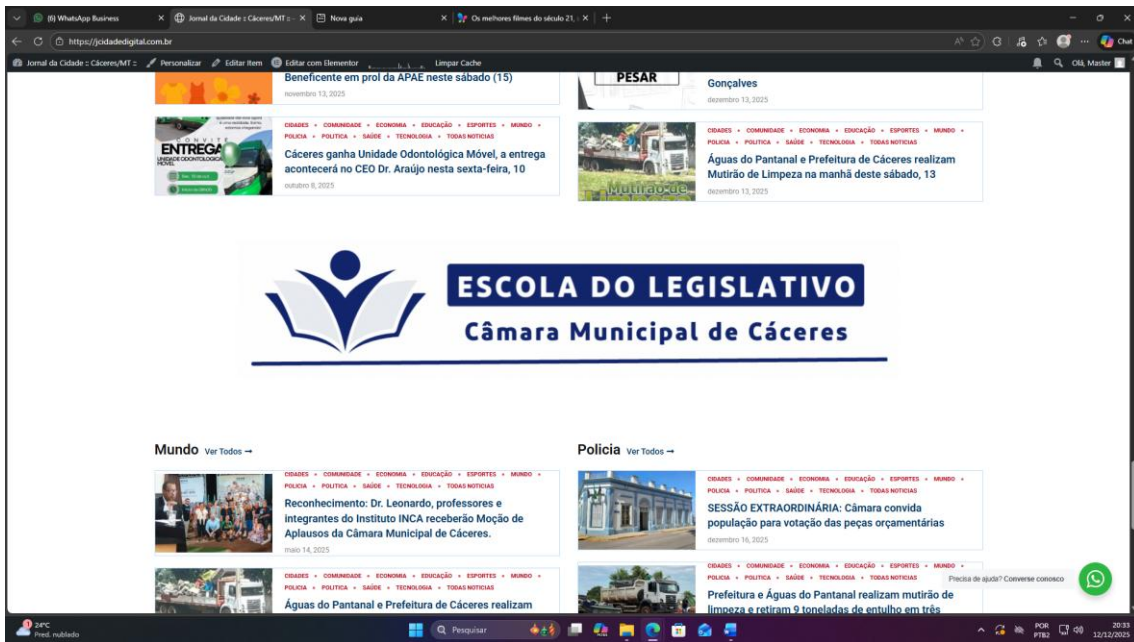 (6) WhatsApp Business
Jornal da Cidade :: Cáceres/MT ::
Nova guia
Os melhores filmes do século 21,
https://jcidadedigital.com.br
Chat
Jornal da Cidade :: Cáceres/MT ::
Personalizar
Editar Item
Editar com Elementor
Limpar Cache
Olá, Master
Beneficente em prol da APAE neste sábado (15)
novembro 13, 2025
CONVITE
ENTREGA
CIDADES • COMUNIDADE • ECONOMIA • EDUCAÇÃO • ESPORTES • MUNDO •
POLICIA • POLITICA • SAÚDE • TECNOLOGIA • TODAS NOTICIAS
Cáceres ganha Unidade Odontológica Móvel, a entrega
acontecerá no CEO Dr. Araújo nesta sexta-feira, 10
outubro 8, 2025
PESAR
Gonçalves
dezembro 13, 2025
CIDADES • COMUNIDADE • ECONOMIA • EDUCAÇÃO • ESPORTES • MUNDO •
POLICIA • POLITICA • SAÚDE • TECNOLOGIA • TODAS NOTICIAS
Mutirão de
Águas do Pantanal e Prefeitura de Cáceres realizam
Mutirão de Limpeza na manhã deste sábado, 13
dezembro 13, 2025
ESCOLA DO LEGISLATIVO
Câmara Municipal de Cáceres
Mundo Ver Todos →
CIDADES • COMUNIDADE • ECONOMIA • EDUCAÇÃO • ESPORTES • MUNDO •
POLICIA • POLITICA • SAÚDE • TECNOLOGIA • TODAS NOTICIAS
Reconhecimento: Dr. Leonardo, professores e
integrantes do Instituto INCA receberão Moção de
Aplausos da Câmara Municipal de Cáceres.
maio 14, 2025
CIDADES • COMUNIDADE • ECONOMIA • EDUCAÇÃO • ESPORTES • MUNDO •
POLICIA • POLITICA • SAÚDE • TECNOLOGIA • TODAS NOTICIAS
Águas do Pantanal e Prefeitura de Cáceres realizam
Policia Ver Todos →
CIDADES • COMUNIDADE • ECONOMIA • EDUCAÇÃO • ESPORTES • MUNDO •
POLICIA • POLITICA • SAÚDE • TECNOLOGIA • TODAS NOTICIAS
SESSÃO EXTRAORDINÁRIA: Câmara convida
população para votação das peças orçamentárias
dezembro 16, 2025
CIDADES • COMUNIDADE • ECONOMIA • EDUCAÇÃO • ESPORTES • MUNDO •
POLICIA • POLITICA • SAÚDE • TECNOLOGIA • TODAS NOTICIAS
Prefeitura e Águas do Pantanal realizam mutirão de
limpeza e retiram 9 toneladas de entulho em três
Precisa de ajuda? Converse conosco
24°C
Pred. nublado
Pesquisar
POR
PTB2
20:33
12/12/2025